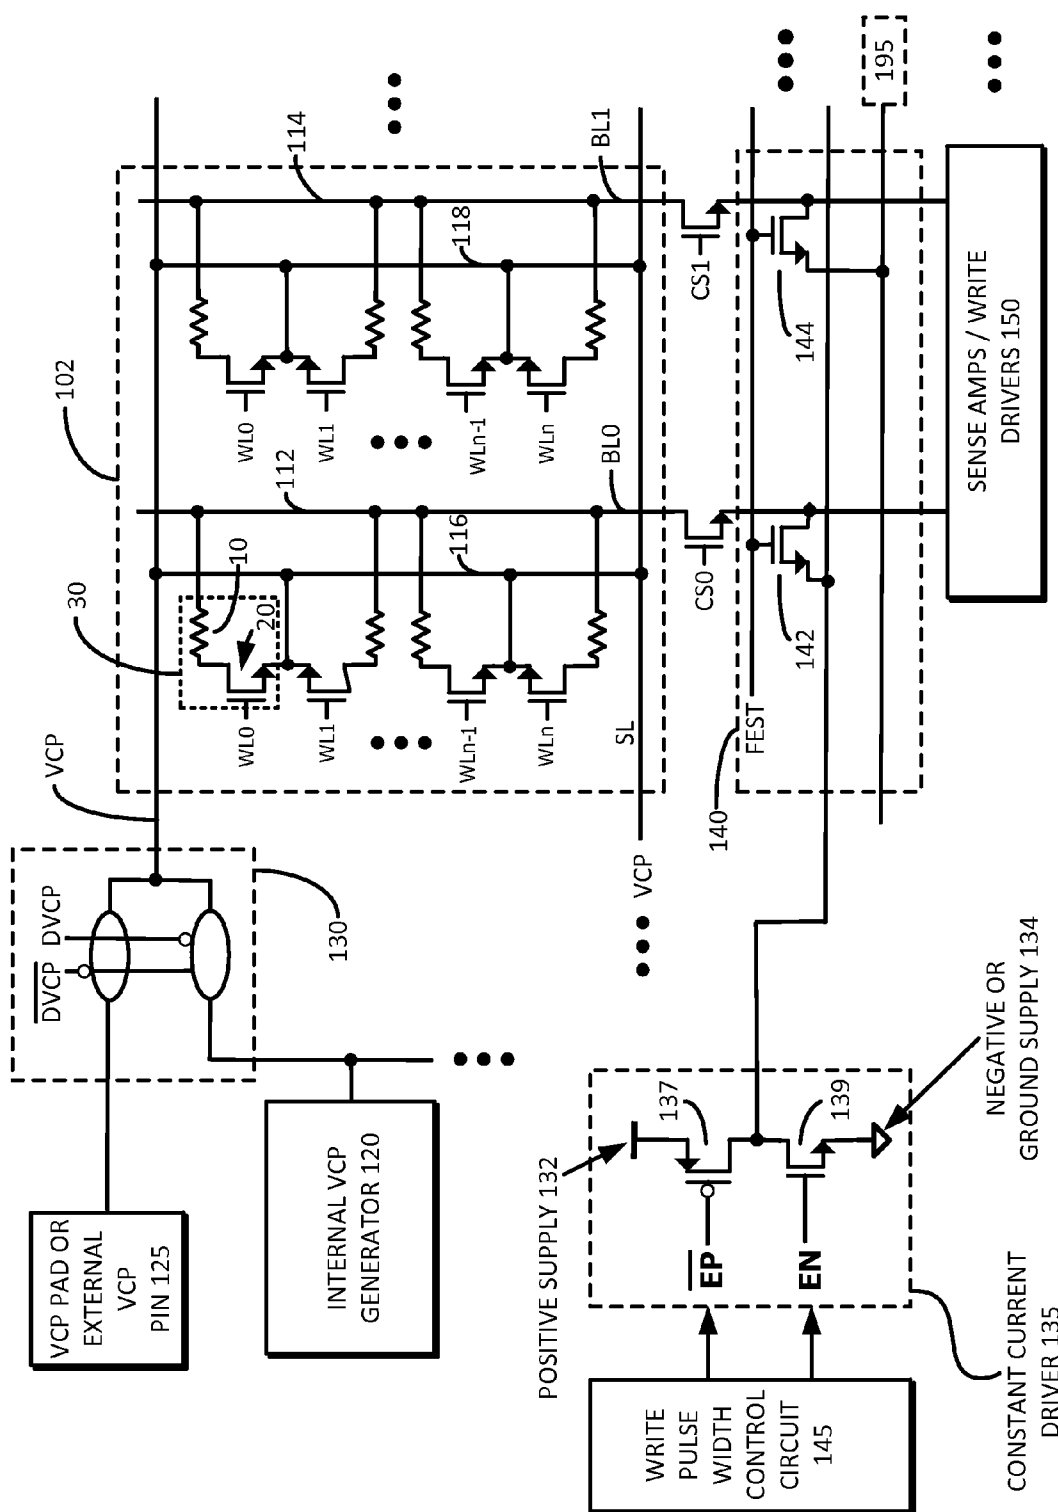 VCP PAD OR
EXTERNAL
VCP
PIN 125
DVCP
DVCP
130
VCP
INTERNAL VCP
GENERATOR 120
102
30
10
20
112
114
116
118
WL0
WL1
WLn-1
WLn
WL0
WL1
WLn-1
WLn
SL
VCP
BL0
BL1
CS0
CS1
140
FEST
142
144
195
SENSE AMPS / WRITE
DRIVERS 150
WRITE
PULSE
WIDTH
CONTROL
CIRCUIT
145
POSITIVE SUPPLY 132
EP
EN
137
139
NEGATIVE OR
GROUND SUPPLY 134
CONSTANT CURRENT
DRIVER 135